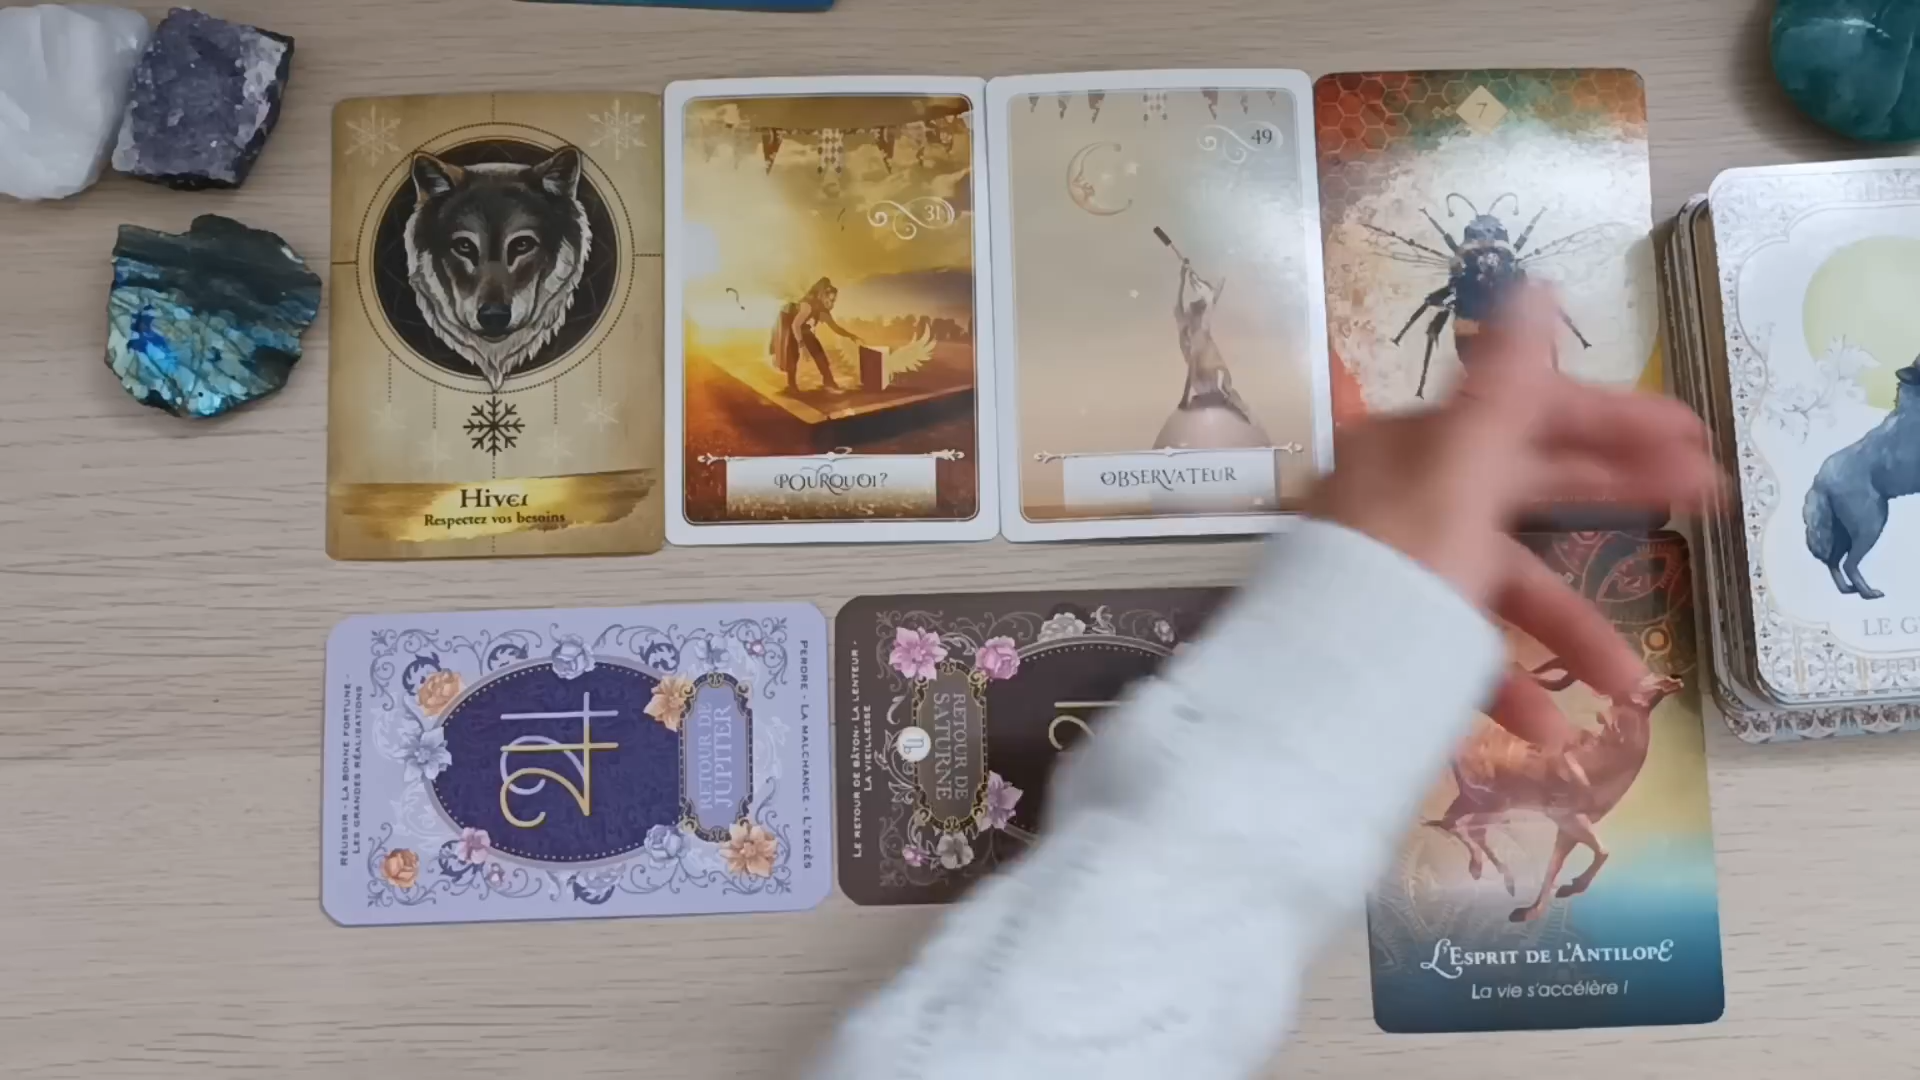 Hiver
Respectez vos besoins
31
POURQUOI?
49
OBSERVATEUR
7
LE G
RÉUSSIR - LA BONNE FORTUNE -
LES GRANDES RÉALISATIONS
RETOUR DE
JUPITER
PERDRE - LA MALCHANCE - L'EXCÈS
LE RETOUR DE BÂTON - LA LENTEUR -
LA VIEILLESSE
RETOUR DE
SATURNE
L'ESPRIT DE L'ANTILOPE
La vie s'accélère !